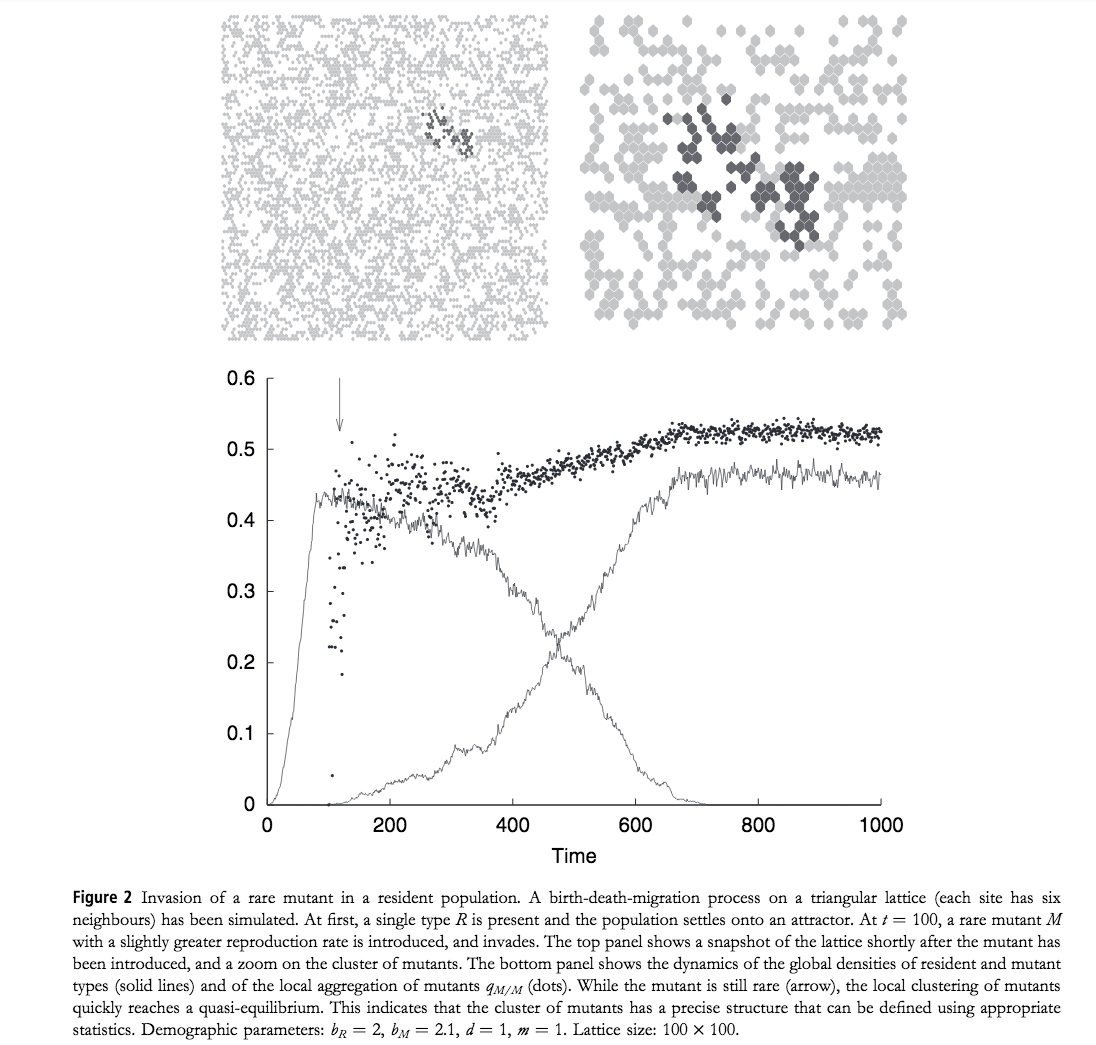 0.6
0.5
0.4
0.3
0.2
0.1
0
0 200 400 600 800 1000
Time
Figure 2 Invasion of a rare mutant in a resident population. A birth-death-migration process on a triangular lattice (each site has six
neighbours) has been simulated. At first, a single type R is present and the population settles onto an attractor. At t = 100, a rare mutant M
with a slightly greater reproduction rate is introduced, and invades. The top panel shows a snapshot of the lattice shortly after the mutant has
been introduced, and a zoom on the cluster of mutants. The bottom panel shows the dynamics of the global densities of resident and mutant
types (solid lines) and of the local aggregation of mutants qM/M (dots). While the mutant is still rare (arrow), the local clustering of mutants
quickly reaches a quasi-equilibrium. This indicates that the cluster of mutants has a precise structure that can be defined using appropriate
statistics. Demographic parameters: bR = 2, bM = 2.1, d = 1, m = 1. Lattice size: 100 × 100.